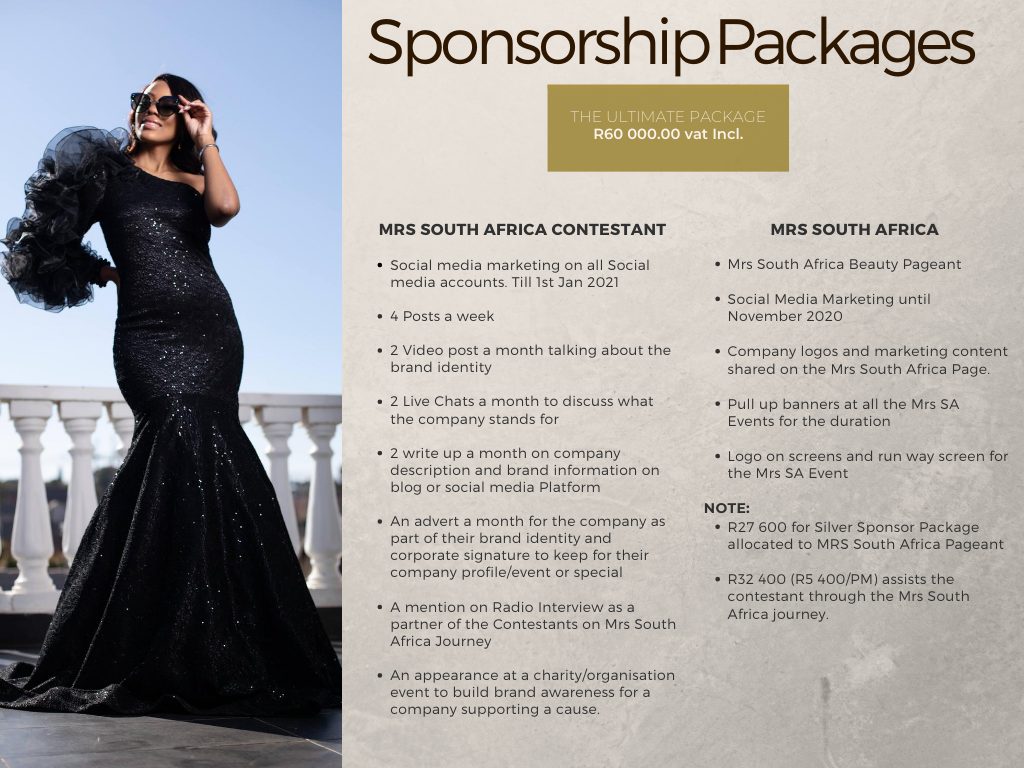 Sponsorship Packages
THE ULTIMATE PACKAGE
R60 000.00 vat Incl.
MRS SOUTH AFRICA CONTESTANT
• Social media marketing on all Social
media accounts. Till 1st Jan 2021
• 4 Posts a week
• 2 Video post a month talking about the
brand identity
• 2 Live Chats a month to discuss what
the company stands for
• 2 write up a month on company
description and brand information on
blog or social media Platform
• An advert a month for the company as
part of their brand identity and
corporate signature to keep for their
company profile/event or special
• A mention on Radio Interview as a
partner of the Contestants on Mrs South
Africa Journey
• An appearance at a charity/organisation
event to build brand awareness for a
company supporting a cause.
MRS SOUTH AFRICA
• Mrs South Africa Beauty Pageant
• Social Media Marketing until
November 2020
• Company logos and marketing content
shared on the Mrs South Africa Page.
• Pull up banners at all the Mrs SA
Events for the duration
• Logo on screens and run way screen for
the Mrs SA Event
NOTE:
• R27 600 for Silver Sponsor Package
allocated to MRS South Africa Pageant
• R32 400 (R5 400/PM) assists the
contestant through the Mrs South
Africa journey.